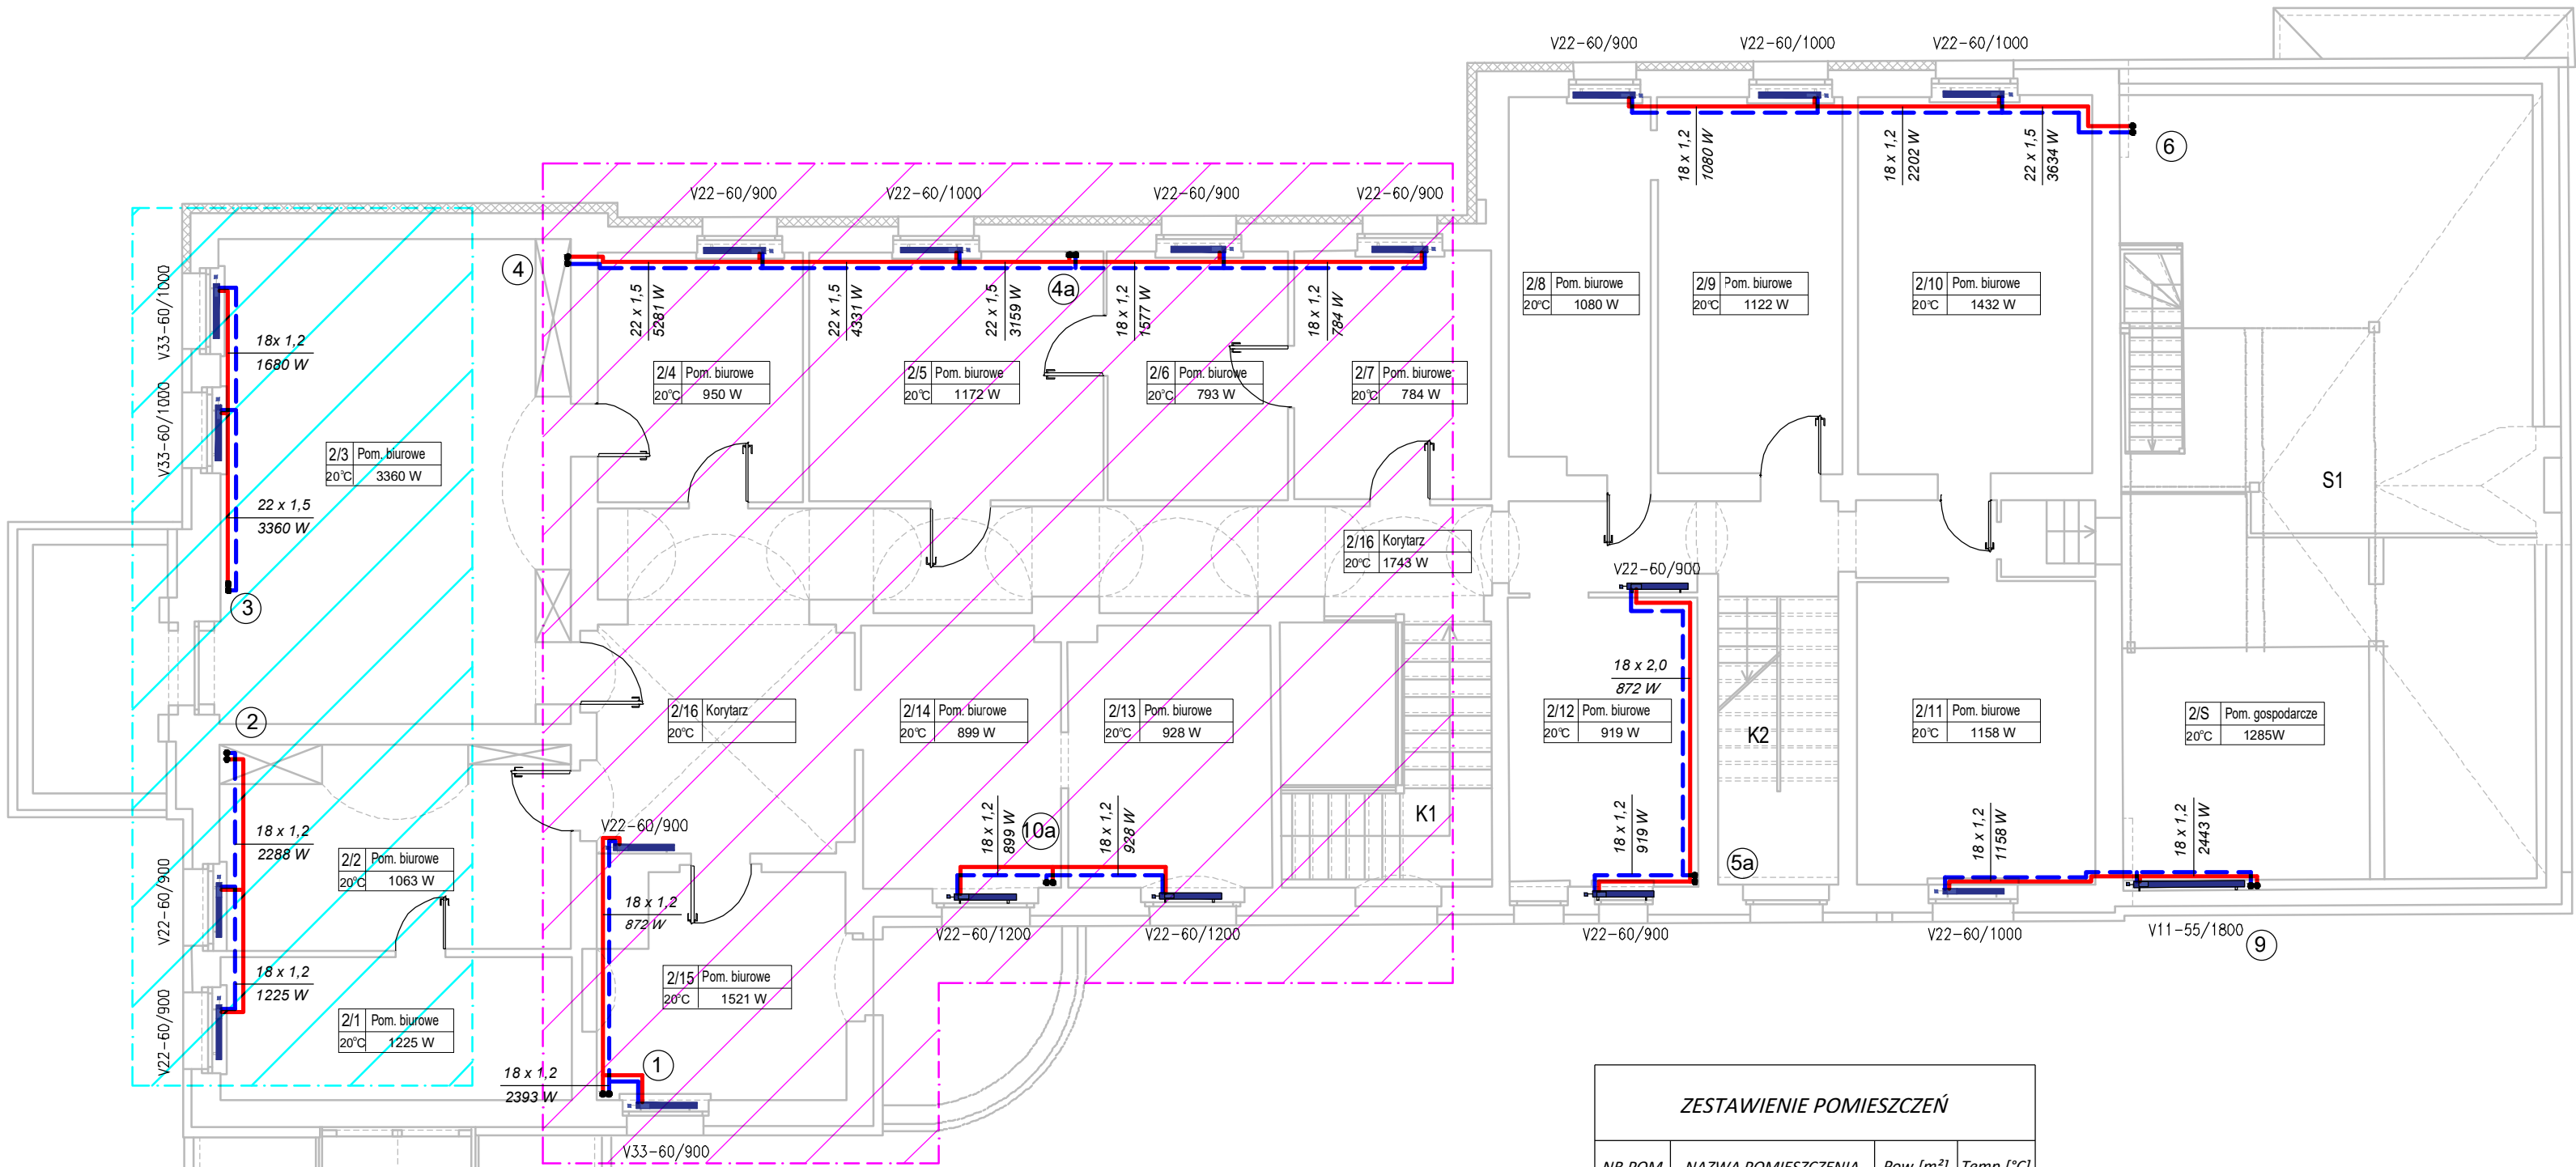 V22-60/900
V22-60/1000
V22-60/1000
6
18 x 1,2
1080 W
18 x 1,2
2202 W
22 x 1,5
3634 W
V22-60/900
V22-60/1000
V22-60/900
V22-60/900
4
4a
22 x 1,5
5281 W
22 x 1,5
4331 W
22 x 1,5
3159 W
18 x 1,2
1577 W
18 x 1,2
784 W
V33-60/1000
V33-60/1000
18x 1,2
1680 W
22 x 1,5
3360 W
3
2/3 Pom. biurowe
20°C 3360 W
2/4 Pom. biurowe
20°C 950 W
2/5 Pom. biurowe
20°C 1172 W
2/6 Pom. biurowe
20°C 793 W
2/7 Pom. biurowe
20°C 784 W
2/8 Pom. biurowe
20°C 1080 W
2/9 Pom. biurowe
20°C 1122 W
2/10 Pom. biurowe
20°C 1432 W
S1
2/16 Korytarz
20°C 1743 W
V22-60/900
18 x 2,0
872 W
2
2/16 Korytarz
20°C
2/14 Pom. biurowe
20°C 899 W
2/13 Pom. biurowe
20°C 928 W
2/12 Pom. biurowe
20°C 919 W
K2
2/11 Pom. biurowe
20°C 1158 W
2/S Pom. gospodarcze
20°C 1285W
K1
18 x 1,2
2288 W
V22-60/900
2/2 Pom. biurowe
20°C 1063 W
V22-60/900
18 x 1,2
872 W
18 x 1,2
899 W
10a
18 x 1,2
928 W
18 x 1,2
919 W
5a
18 x 1,2
1158 W
18 x 1,2
2443 W
V22-60/1200
V22-60/1200
V22-60/900
V22-60/1000
V11-55/1800
9
18 x 1,2
1225 W
V22-60/900
2/1 Pom. biurowe
20°C 1225 W
2/15 Pom. biurowe
20°C 1521 W
18 x 1,2
2393 W
1
V33-60/900
ZESTAWIENIE POMIESZCZEŃ
NR POM. NAZWA POMIESZCZENIA Pow.[m²] Temp.[°C]